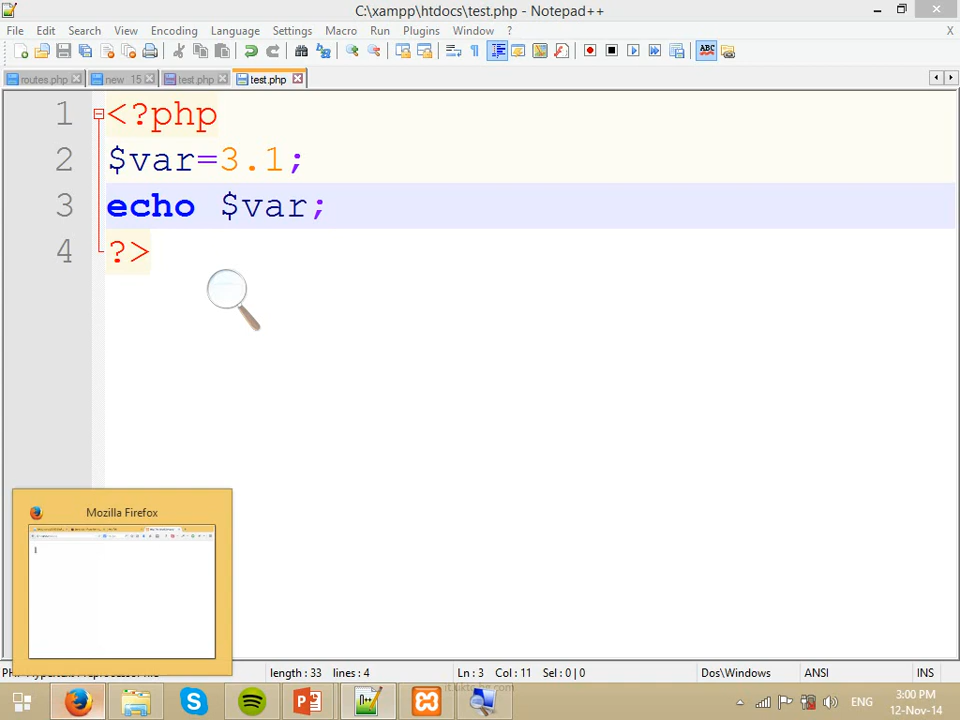 C:\xampp\htdocs\test.php - Notepad++
File Edit Search View Encoding Language Settings Macro Run Plugins Window ? X
ABC
routes.php new 15 test.php test.php
1 <?php
2 $var=3.1;
3 echo $var;
4 ?>
Mozilla Firefox
length : 33 lines : 4 Ln : 3 Col : 11 Sel : 0 | 0 Dos\Windows ANSI INS
ENG
3:00 PM
12-Nov-14